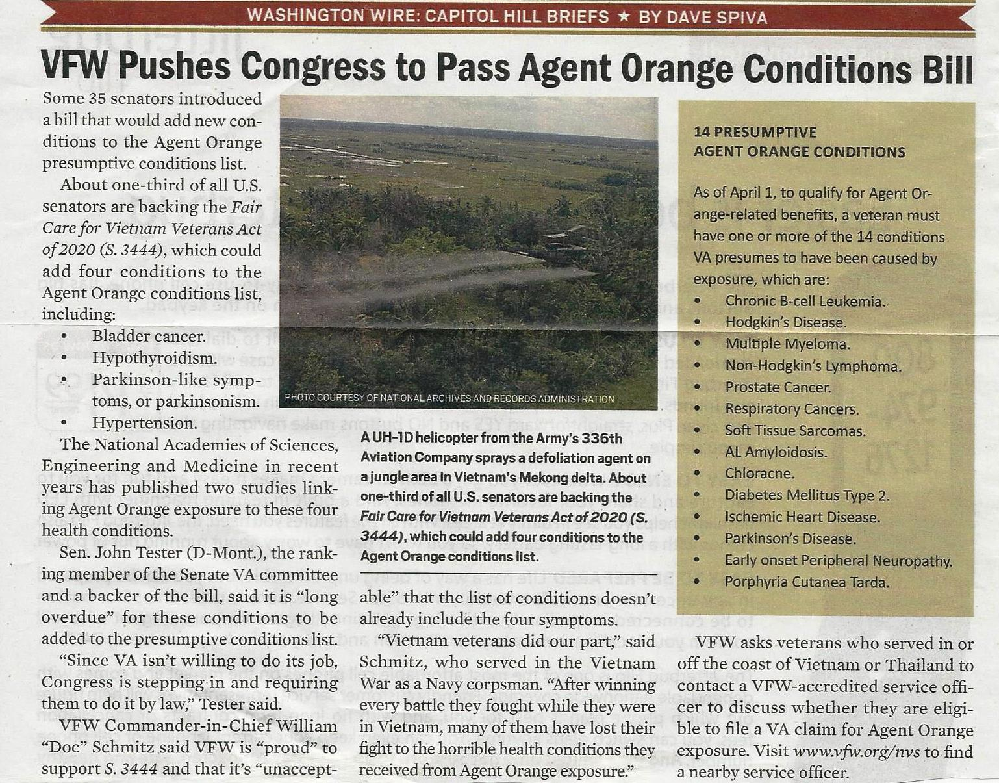 WASHINGTON WIRE: CAPITOL HILL BRIEFS ★ BY DAVE SPIVA
VFW Pushes Congress to Pass Agent Orange Conditions Bill
Some 35 senators introduced
a bill that would add new con-
ditions to the Agent Orange
presumptive conditions list.
About one-third of all U.S.
senators are backing the Fair
Care for Vietnam Veterans Act
of 2020 (S. 3444), which could
add four conditions to the
Agent Orange conditions list,
including:
• Bladder cancer.
• Hypothyroidism.
• Parkinson-like symp-
toms, or parkinsonism.
• Hypertension.
The National Academies of Sciences,
Engineering and Medicine in recent
years has published two studies link-
ing Agent Orange exposure to these four
health conditions.
Sen. John Tester (D-Mont.), the rank-
ing member of the Senate VA committee
and a backer of the bill, said it is “long
overdue” for these conditions to be
added to the presumptive conditions list.
“Since VA isn’t willing to do its job,
Congress is stepping in and requiring
them to do it by law,” Tester said.
VFW Commander-in-Chief William
“Doc” Schmitz said VFW is “proud” to
support S. 3444 and that it’s “unaccept-
PHOTO COURTESY OF NATIONAL ARCHIVES AND RECORDS ADMINISTRATION
A UH-1D helicopter from the Army’s 336th
Aviation Company sprays a defoliation agent on
a jungle area in Vietnam’s Mekong delta. About
one-third of all U.S. senators are backing the
Fair Care for Vietnam Veterans Act of 2020 (S.
3444), which could add four conditions to the
Agent Orange conditions list.
able” that the list of conditions doesn’t
already include the four symptoms.
“Vietnam veterans did our part,” said
Schmitz, who served in the Vietnam
War as a Navy corpsman. “After winning
every battle they fought while they were
in Vietnam, many of them have lost their
fight to the horrible health conditions they
received from Agent Orange exposure.”
14 PRESUMPTIVE
AGENT ORANGE CONDITIONS
As of April 1, to qualify for Agent Or-
ange-related benefits, a veteran must
have one or more of the 14 conditions
VA presumes to have been caused by
exposure, which are:
• Chronic B-cell Leukemia.
• Hodgkin’s Disease.
• Multiple Myeloma.
• Non-Hodgkin’s Lymphoma.
• Prostate Cancer.
• Respiratory Cancers.
• Soft Tissue Sarcomas.
• AL Amyloidosis.
• Chloracne.
• Diabetes Mellitus Type 2.
• Ischemic Heart Disease.
• Parkinson’s Disease.
• Early onset Peripheral Neuropathy.
• Porphyria Cutanea Tarda.
VFW asks veterans who served in or
off the coast of Vietnam or Thailand to
contact a VFW-accredited service offi-
cer to discuss whether they are eligi-
ble to file a VA claim for Agent Orange
exposure. Visit www.vfw.org/nvs to find
a nearby service officer.